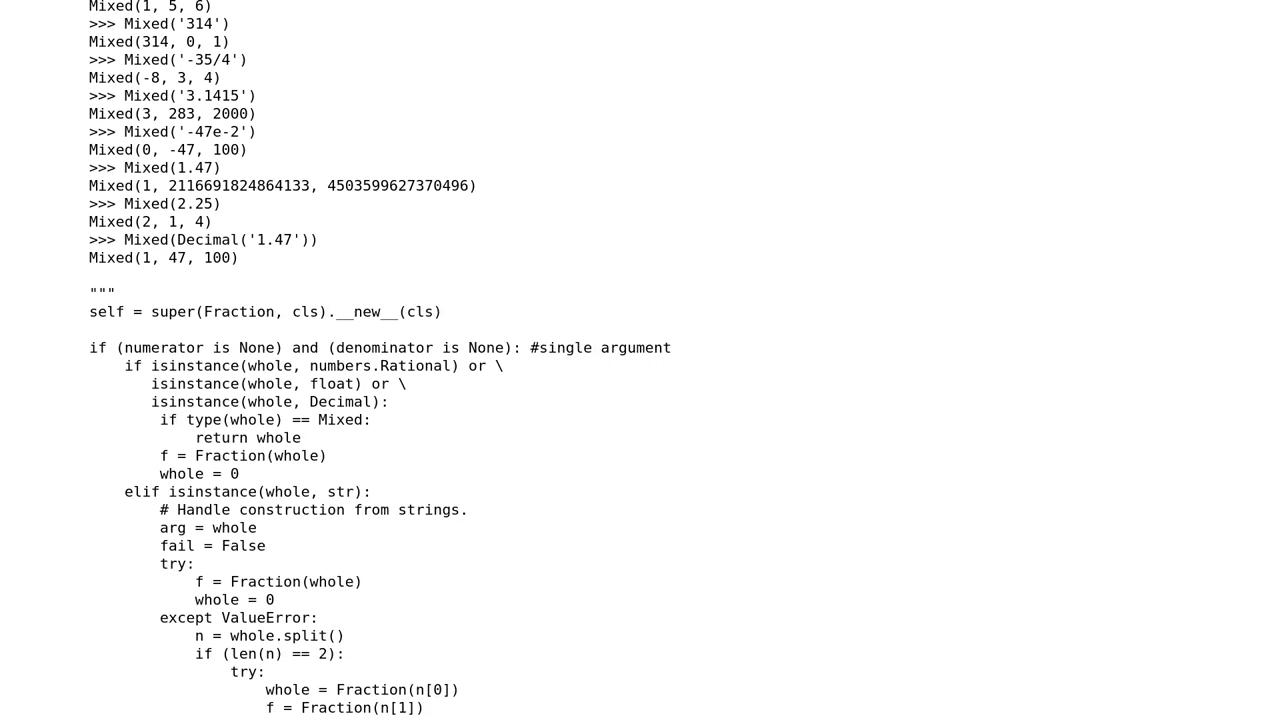 Mixed(1, 5, 6)
>>> Mixed('314')
Mixed(314, 0, 1)
>>> Mixed('-35/4')
Mixed(-8, 3, 4)
>>> Mixed('3.1415')
Mixed(3, 283, 2000)
>>> Mixed('-47e-2')
Mixed(0, -47, 100)
>>> Mixed(1.47)
Mixed(1, 2116691824864133, 4503599627370496)
>>> Mixed(2.25)
Mixed(2, 1, 4)
>>> Mixed(Decimal('1.47'))
Mixed(1, 47, 100)

"""
self = super(Fraction, cls).__new__(cls)

if (numerator is None) and (denominator is None): #single argument
    if isinstance(whole, numbers.Rational) or \
       isinstance(whole, float) or \
       isinstance(whole, Decimal):
        if type(whole) == Mixed:
            return whole
        f = Fraction(whole)
        whole = 0
    elif isinstance(whole, str):
        # Handle construction from strings.
        arg = whole
        fail = False
        try:
            f = Fraction(whole)
            whole = 0
        except ValueError:
            n = whole.split()
            if (len(n) == 2):
                try:
                    whole = Fraction(n[0])
                    f = Fraction(n[1])